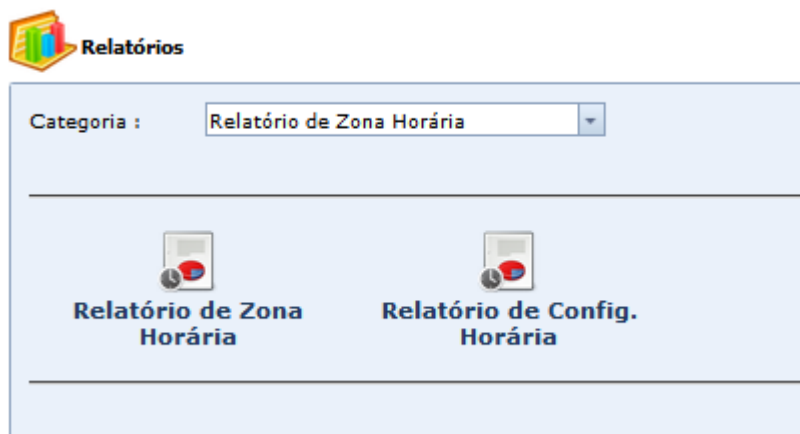 Relatórios
Categoria :
Relatório de Zona Horária
Relatório de Zona
Horária
Relatório de Config.
Horária